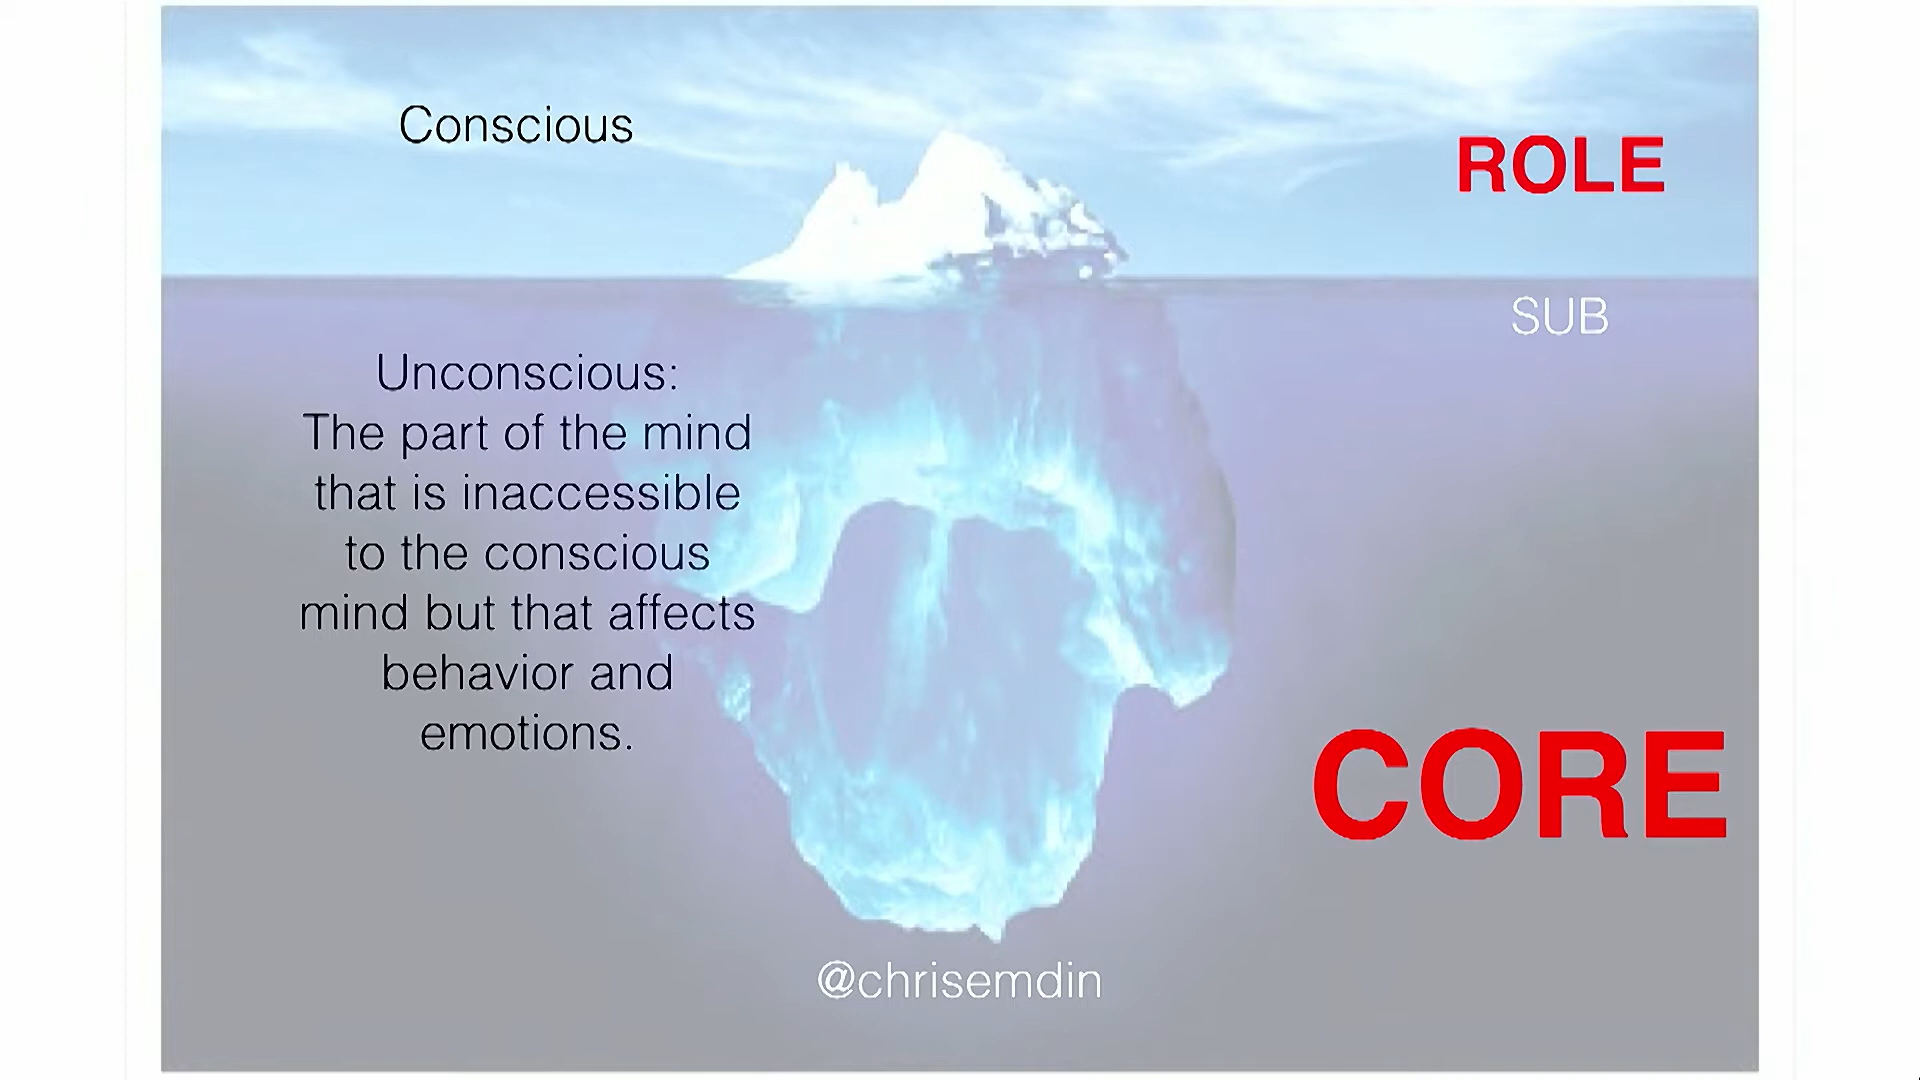 Conscious
ROLE
SUB
Unconscious:
The part of the mind
that is inaccessible
to the conscious
mind but that affects
behavior and
emotions.
CORE
@chrisemdin